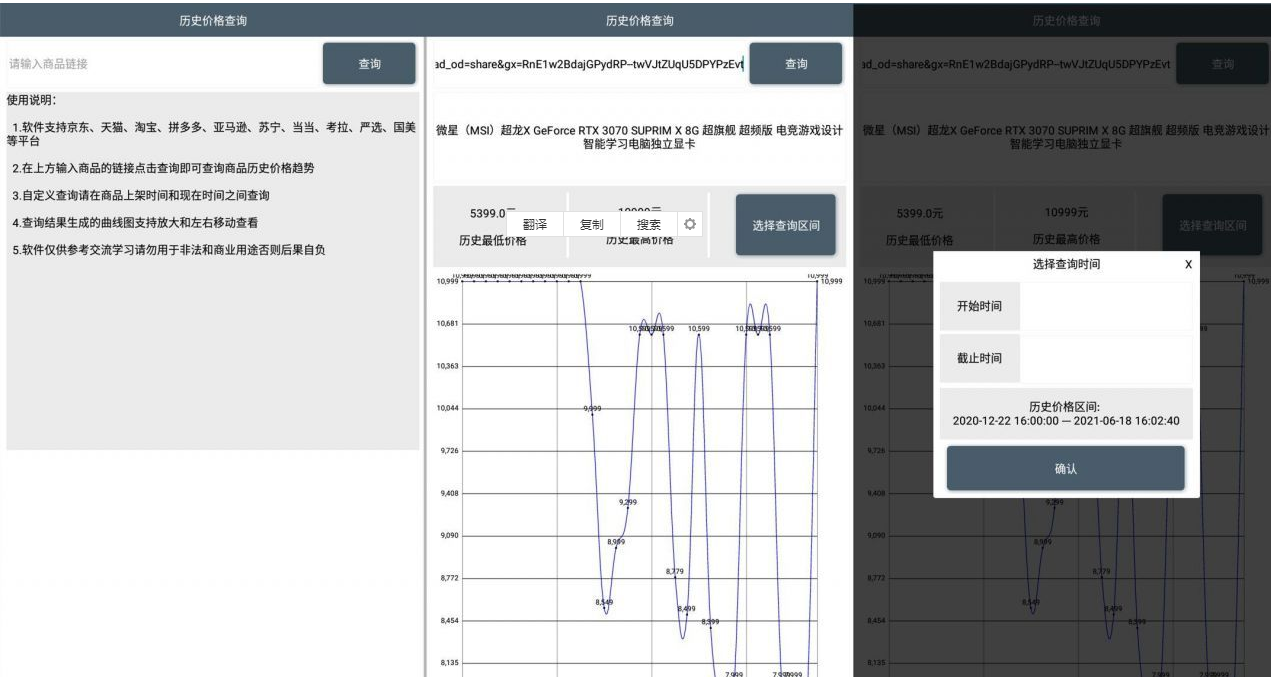 历史价格查询
请输入商品链接
查询
使用说明：
1.软件支持京东、天猫、淘宝、拼多多、亚马逊、苏宁、当当、考拉、严选、国美
等平台
2.在上方输入商品的链接点击查询即可查询商品历史价格趋势
3.自定义查询请在商品上架时间和现在时间之间查询
4.查询结果生成的曲线图支持放大和左右移动查看
5.软件仅供参考交流学习请勿用于非法和商业用途否则后果自负
历史价格查询
ad_od=share&gx=RnE1w2BdajGPydRP--twVJtZUqU5DPYPzEvt
查询
微星（MSI）超龙X GeForce RTX 3070 SUPRIM X 8G 超旗舰 超频版 电竞游戏设计
智能学习电脑独立显卡
5399.0
10999元
翻译
复制
搜索
历史最低价格
历史最高价格
选择查询区间
10,999
10,999
10,681
10,599
10,363
10,044
9,999
9,726
9,408
9,299
9,090
8,999
8,772
8,779
8,549
8,499
8,454
8,599
8,135
7,999
历史价格查询
ad_od=share&gx=RnE1w2BdajGPydRP--twVJtZUqU5DPYPzEvt
查询
微星（MSI）超龙X GeForce RTX 3070 SUPRIM X 8G 超旗舰 超频版 电竞游戏设计
智能学习电脑独立显卡
5399.0元
10999元
历史最低价格
历史最高价格
选择查询区间
选择查询时间
X
开始时间
截止时间
历史价格区间:
2020-12-22 16:00:00 — 2021-06-18 16:02:40
确认
10,999
10,999
10,681
10,363
10,044
9,726
9,408
9,299
9,090
8,999
8,772
8,779
8,549
8,499
8,454
8,599
8,135
7,999